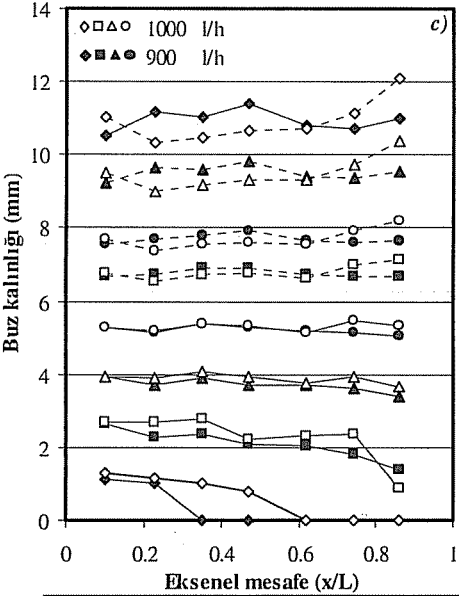 14
c)
◇□△○ 1000 l/h
◆■▲● 900 l/h
12
10
8
6
4
2
0
Buz kalınlığı (mm)
0 0.2 0.4 0.6 0.8 1
Eksenel mesafe (x/L)